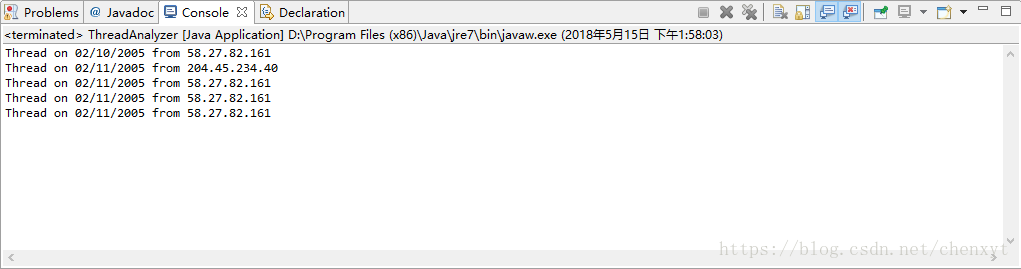 Problems @ Javadoc Console Declaration
<terminated> ThreadAnalyzer [Java Application] D:\Program Files (x86)\Java\jre7\bin\javaw.exe (2018年5月15日 下午1:58:03)
Thread on 02/10/2005 from 58.27.82.161
Thread on 02/11/2005 from 204.45.234.40
Thread on 02/11/2005 from 58.27.82.161
Thread on 02/11/2005 from 58.27.82.161
Thread on 02/11/2005 from 58.27.82.161
https://blog.csdn.net/chenxyt